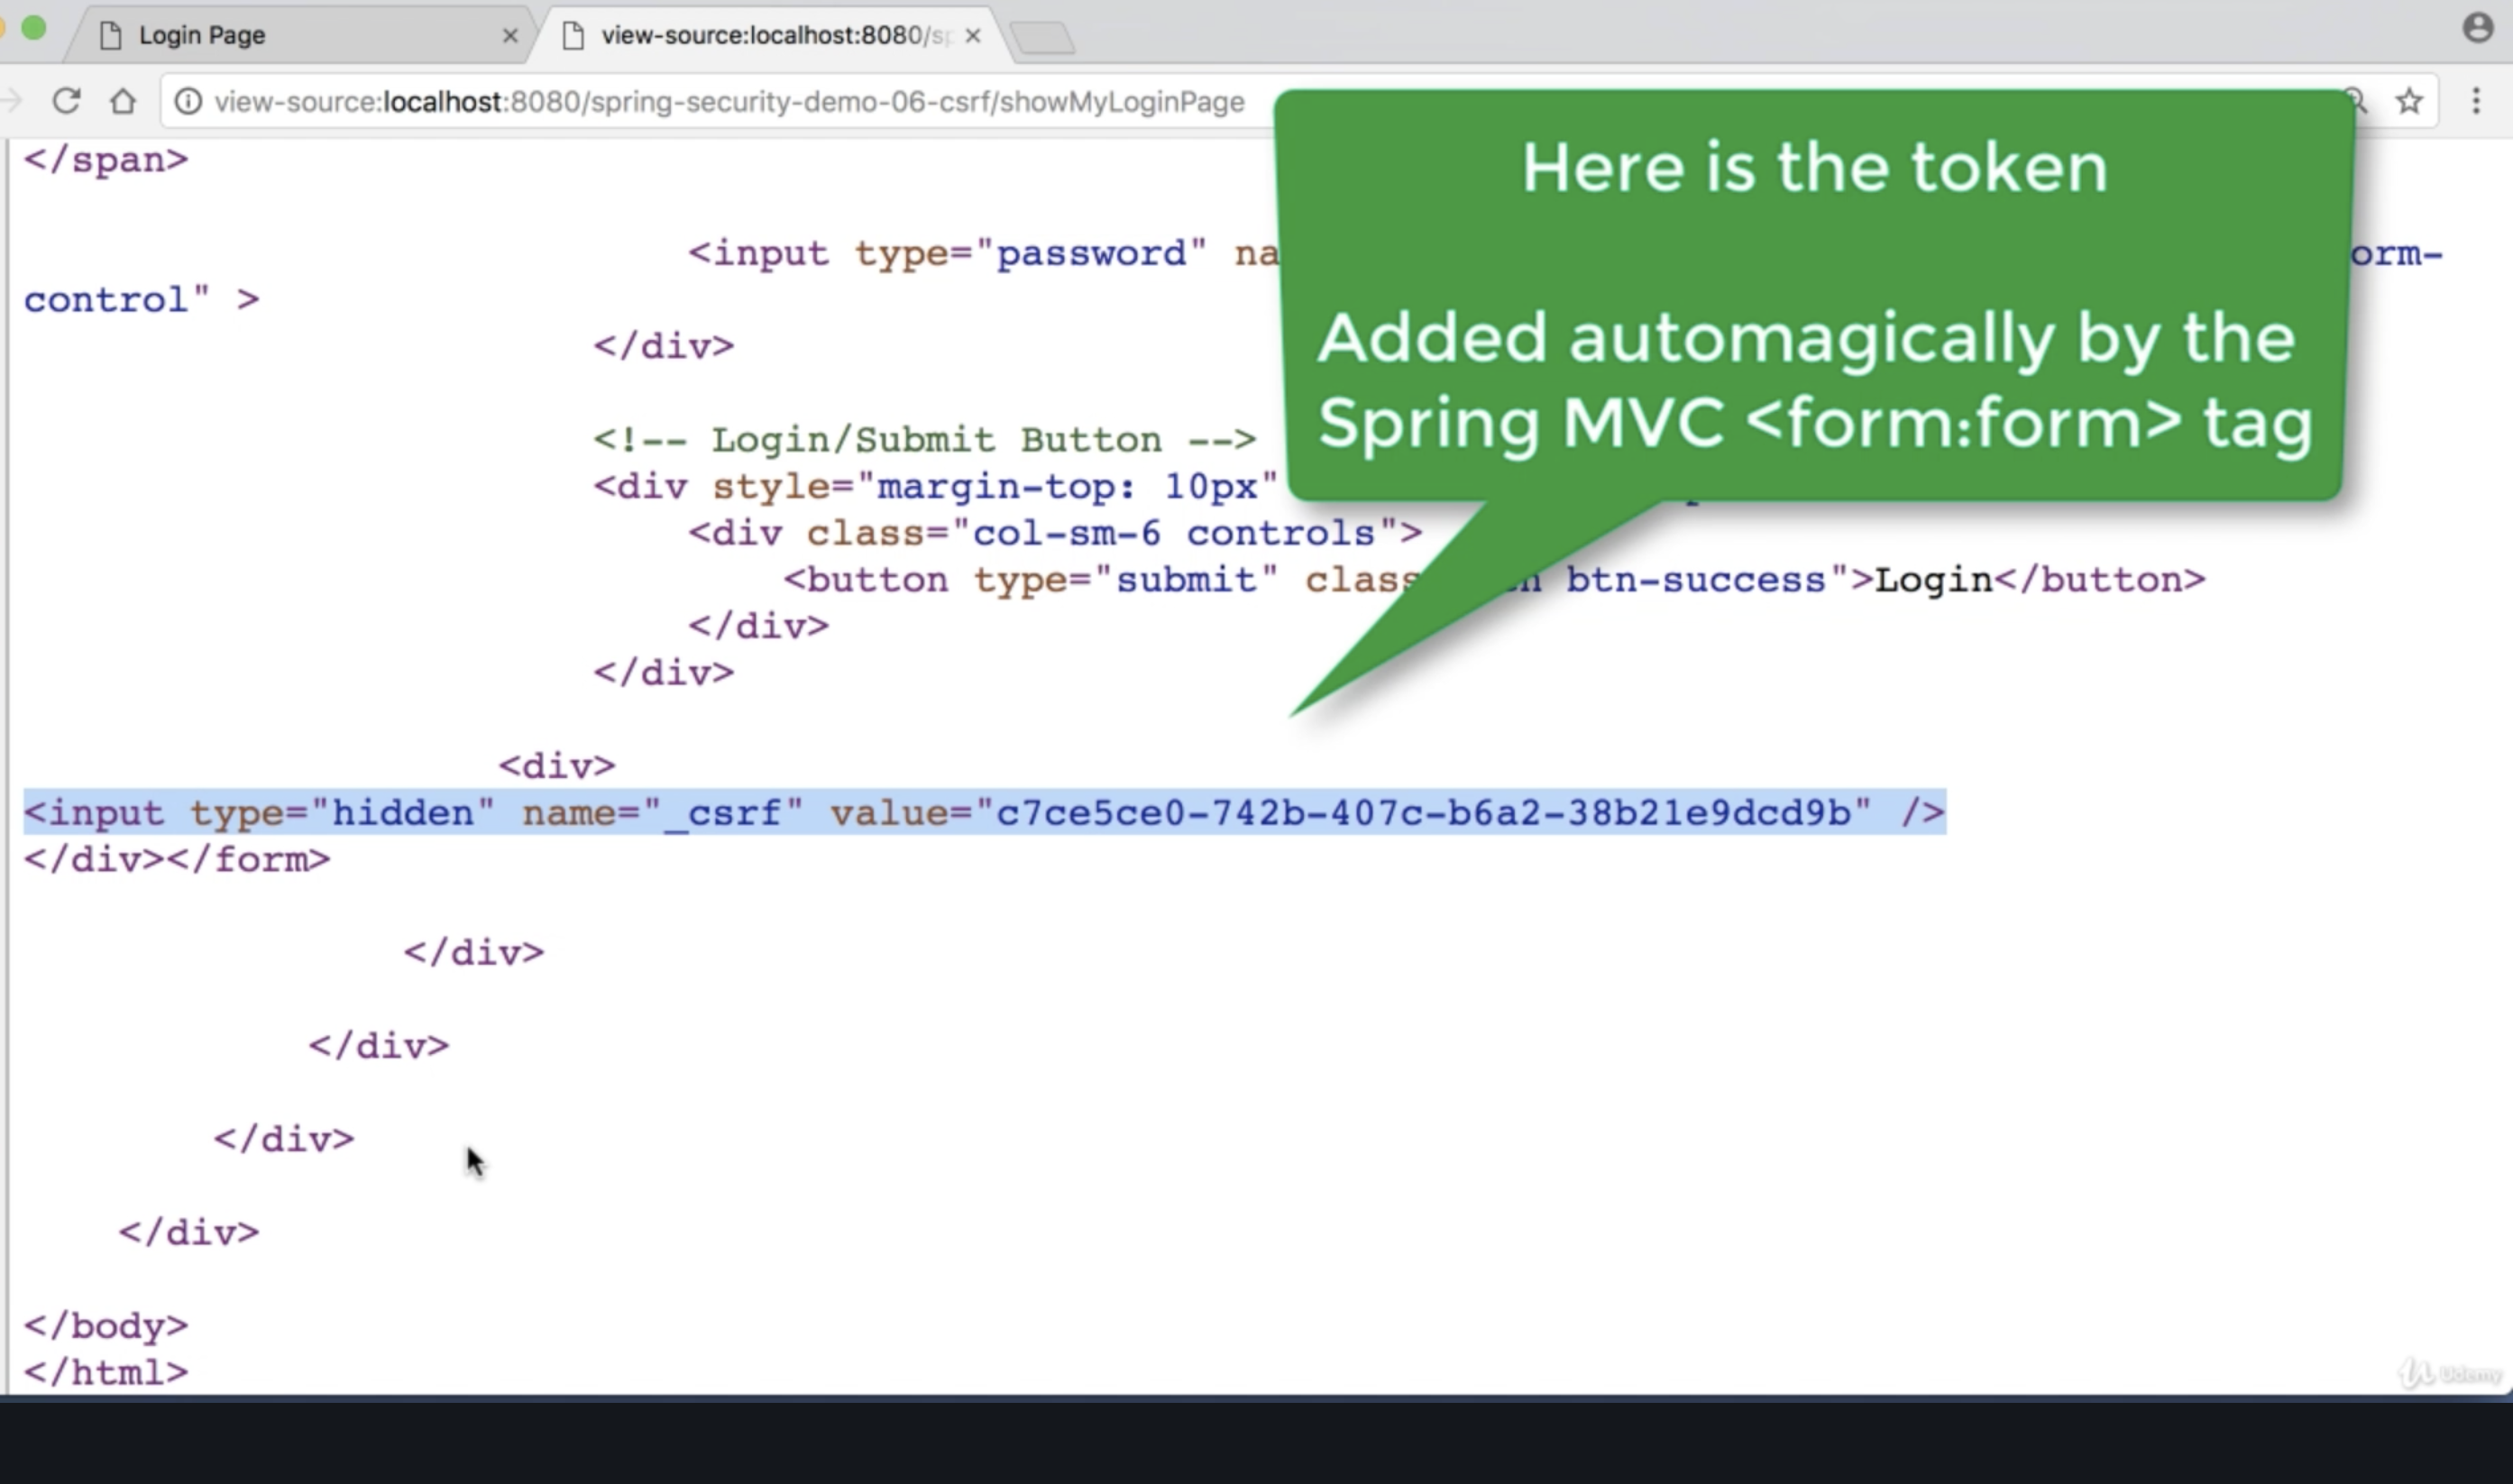 Login Page
view-source:localhost:8080/sp
view-source:localhost:8080/spring-security-demo-06-csrf/showMyLoginPage
Here is the token
Added automagically by the
Spring MVC <form:form> tag
</span>
<input type="password" na orm-
control" >
</div>
<!-- Login/Submit Button -->
<div style="margin-top: 10px"
<div class="col-sm-6 controls">
<button type="submit" class n btn-success">Login</button>
</div>
</div>
<div>
<input type="hidden" name="_csrf" value="c7ce5ce0-742b-407c-b6a2-38b21e9dcd9b" />
</div></form>
</div>
</div>
</div>
</div>
</body>
</html>
Udemy